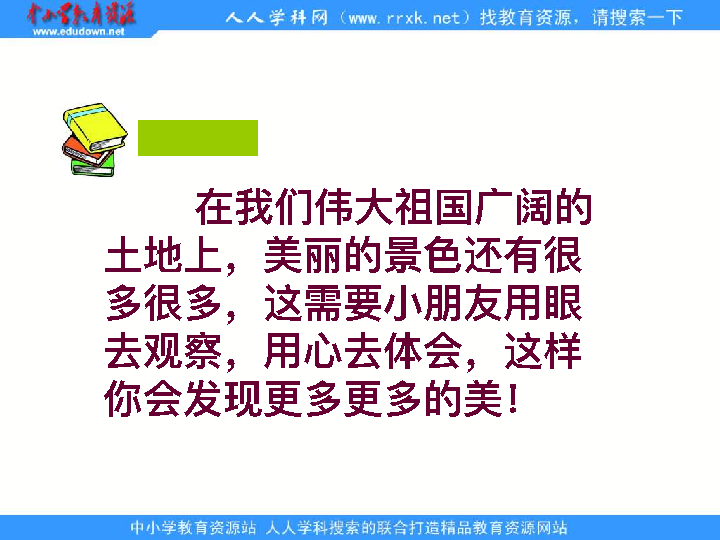 中小学教育资源
www.edudown.net
人人学科网（www.rrxk.net）找教育资源，请搜索一下
在我们伟大祖国广阔的
土地上，美丽的景色还有很
多很多，这需要小朋友用眼
去观察，用心去体会，这样
你会发现更多更多的美！
中小学教育资源站 人人学科搜索的联合打造精品教育资源网站